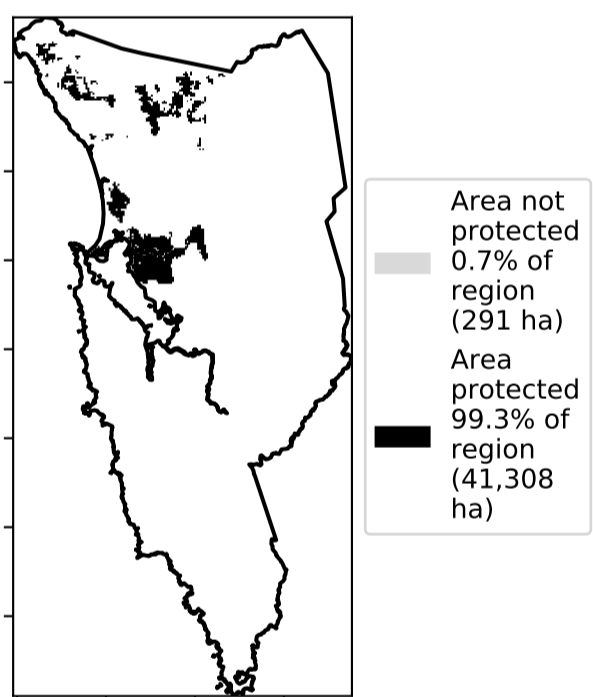 Area not
protected
0.7% of
region
(291 ha)
Area
protected
99.3% of
region
(41,308
ha)